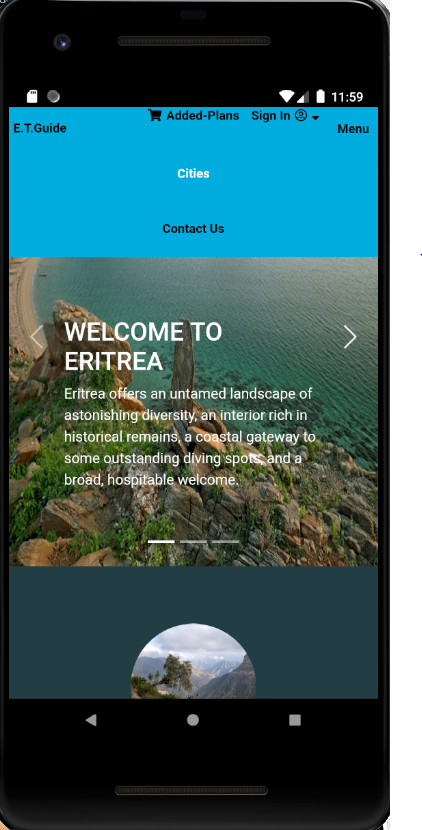 11:59
Added-Plans Sign In
E.T.Guide Menu
Cities
Contact Us
WELCOME TO
ERITREA
Eritrea offers an untamed landscape of
astonishing diversity, an interior rich in
historical remains, a coastal gateway to
some outstanding diving spots, and a
broad, hospitable welcome.